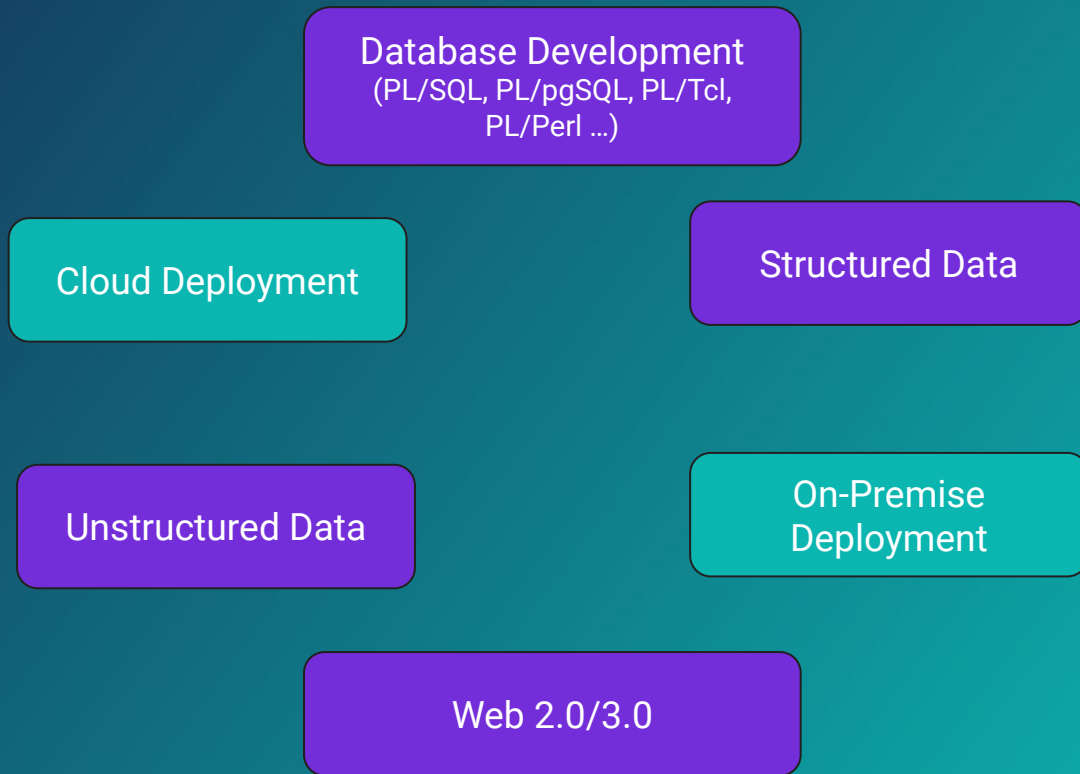 Database Development
(PL/SQL, PL/pgSQL, PL/Tcl,
PL/Perl …)
Cloud Deployment
Structured Data
Unstructured Data
On-Premise
Deployment
Web 2.0/3.0